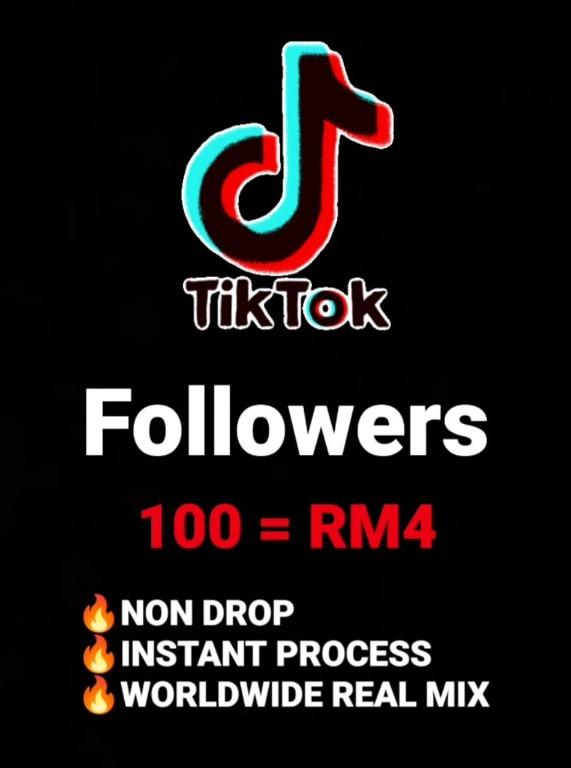 TikTok
Followers
100 = RM4
🔥NON DROP
🔥INSTANT PROCESS
🔥WORLDWIDE REAL MIX